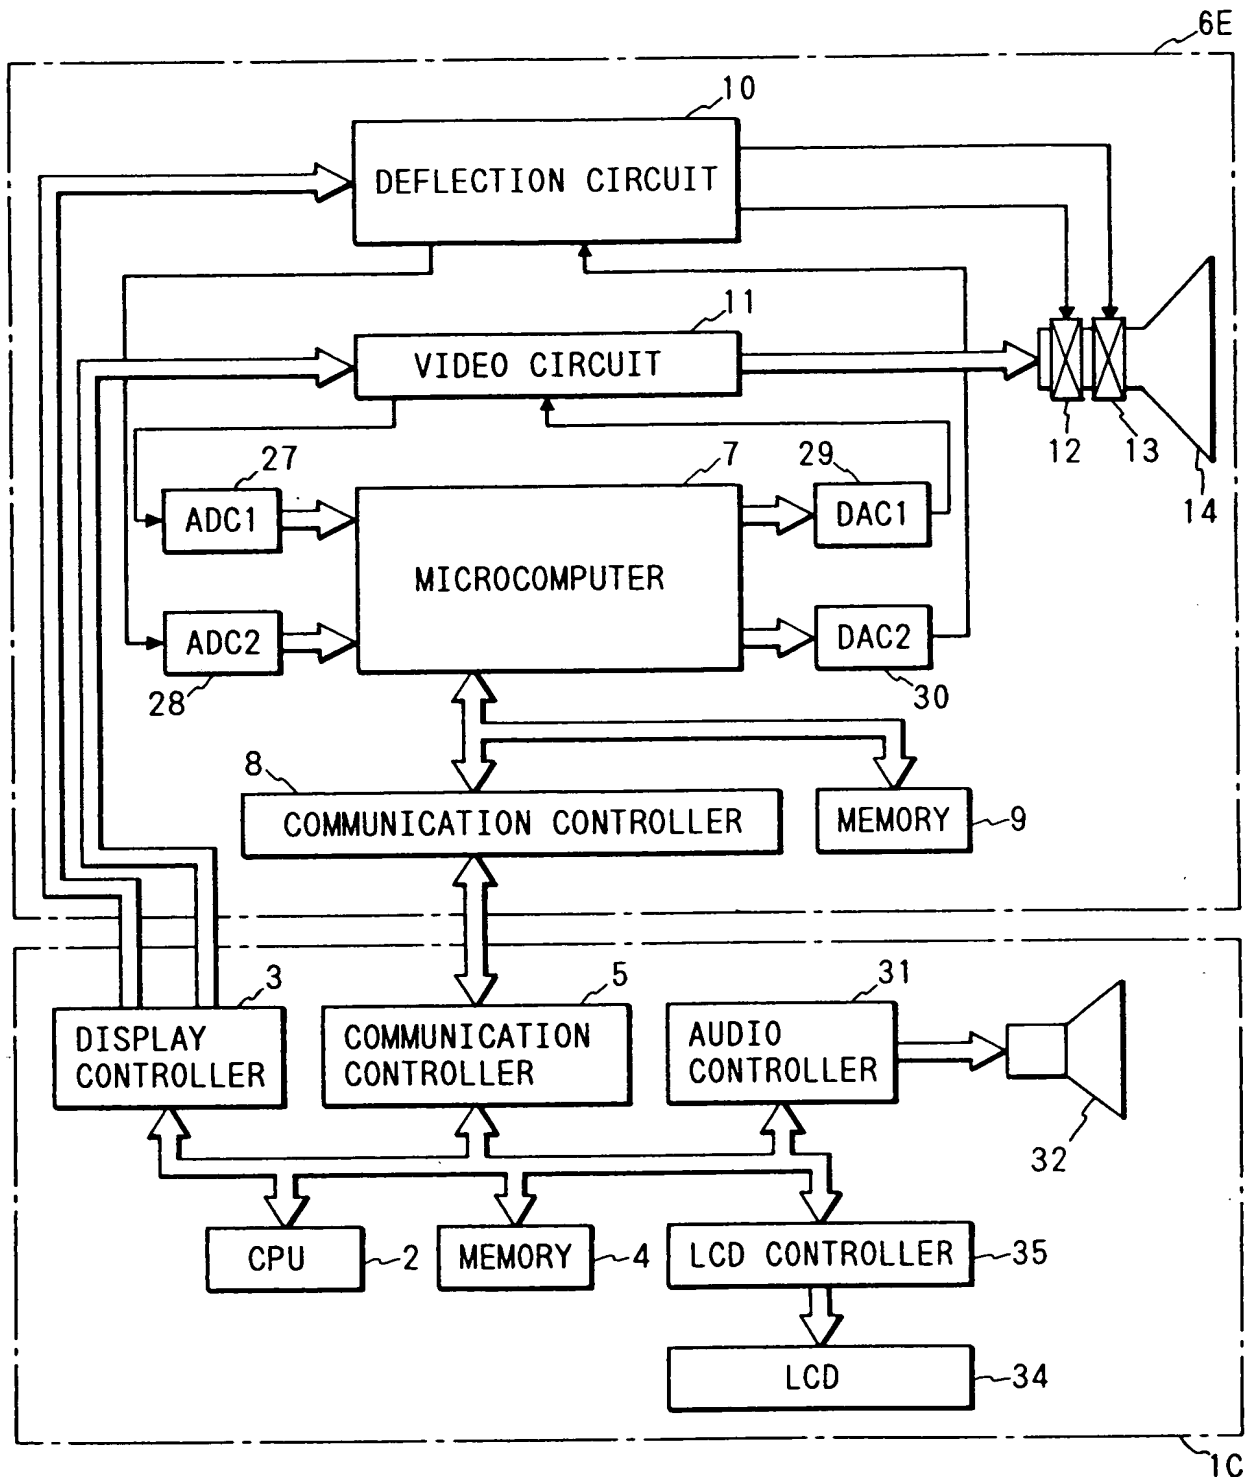 6E
10
DEFLECTION CIRCUIT
11
VIDEO CIRCUIT
12
13
14
27
7
29
ADC1
DAC1
MICROCOMPUTER
ADC2
DAC2
28
30
8
COMMUNICATION CONTROLLER
MEMORY
9
3
5
31
DISPLAY
CONTROLLER
COMMUNICATION
CONTROLLER
AUDIO
CONTROLLER
32
CPU
2
MEMORY
4
LCD CONTROLLER
35
LCD
34
1C